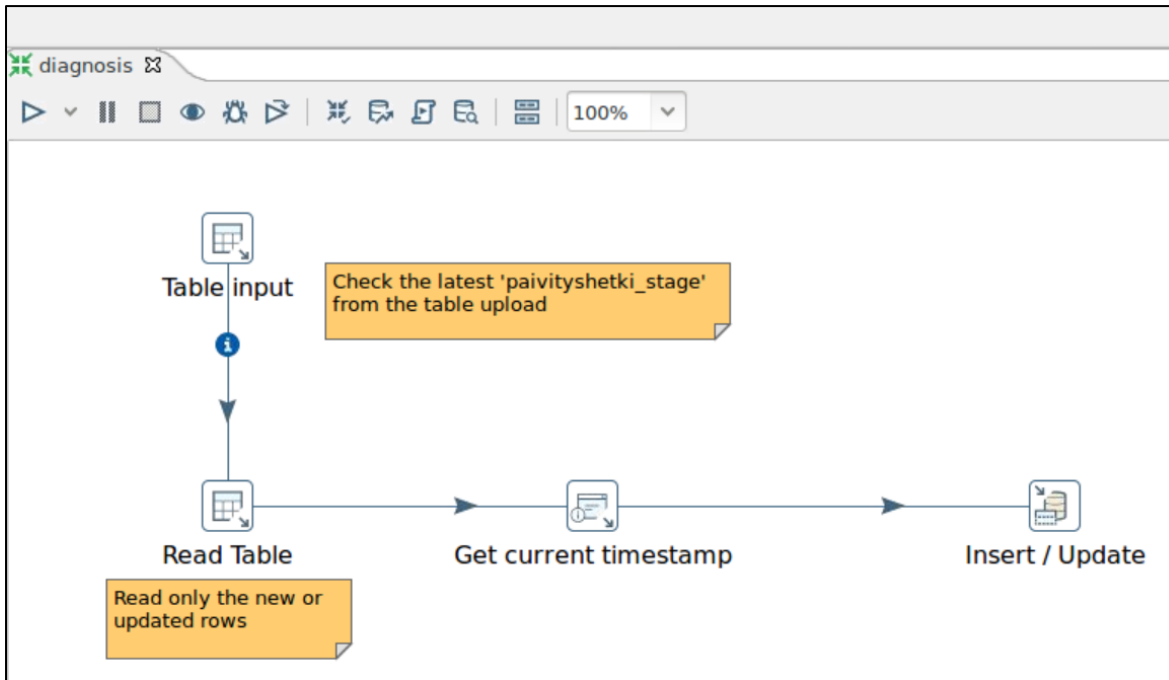 diagnosis
100%
Table input
Check the latest 'paivityshetki_stage'
from the table upload
Read Table
Get current timestamp
Insert / Update
Read only the new or
updated rows